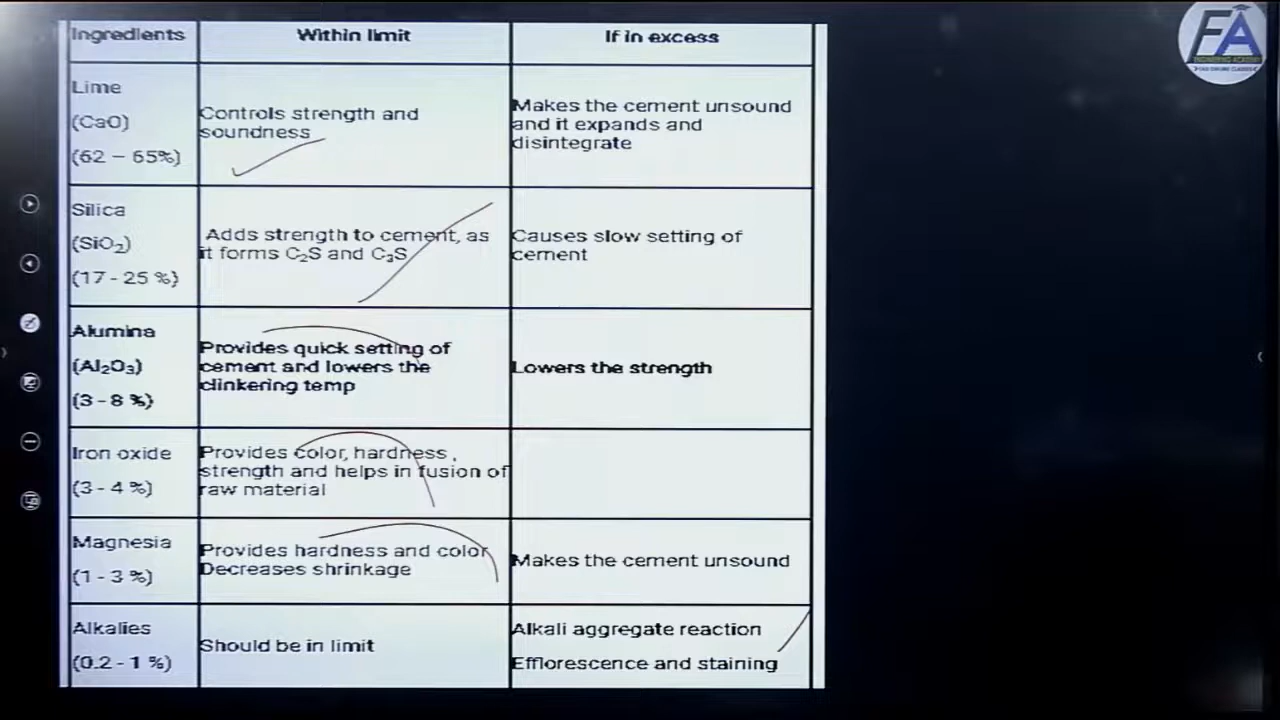 Ingredients Within limit If in excess
Lime
(CaO)
(62 – 65%)
Controls strength and
soundness
Makes the cement unsound
and it expands and
disintegrate
Silica
(SiO₂)
(17 - 25 %)
Adds strength to cement, as
it forms C₂S and C₃S
Causes slow setting of
cement
Alumina
(Al₂O₃)
(3 - 8 %)
Provides quick setting of
cement and lowers the
clinkering temp
Lowers the strength
Iron oxide
(3 - 4 %)
Provides color, hardness ,
strength and helps in fusion of
raw material
Magnesia
(1 - 3 %)
Provides hardness and color
Decreases shrinkage
Makes the cement unsound
Alkalies
(0.2 - 1 %)
Should be in limit
Alkali aggregate reaction
Efflorescence and staining
FA
ENGINEERING ACADEMY